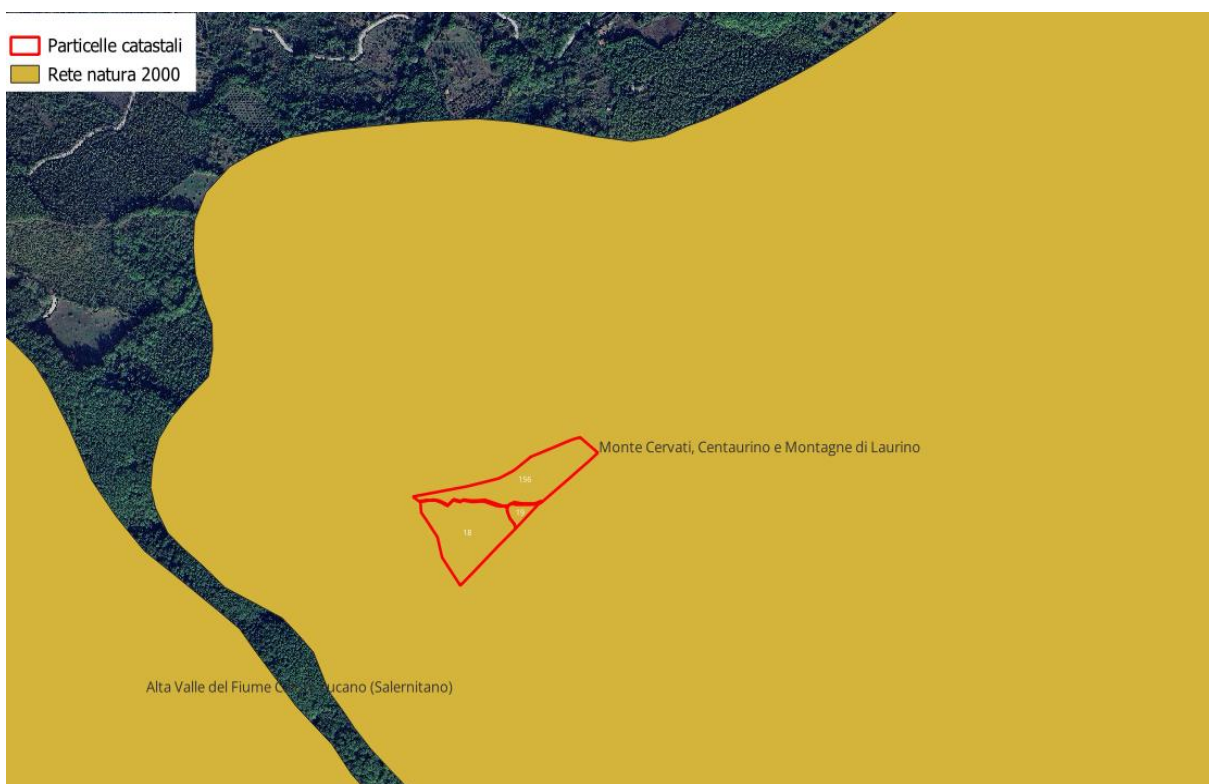 Particelle catastali
Rete natura 2000
Monte Cervati, Centaurino e Montagne di Laurino
156
19
18
Alta Valle del Fiume ucano (Salernitano)